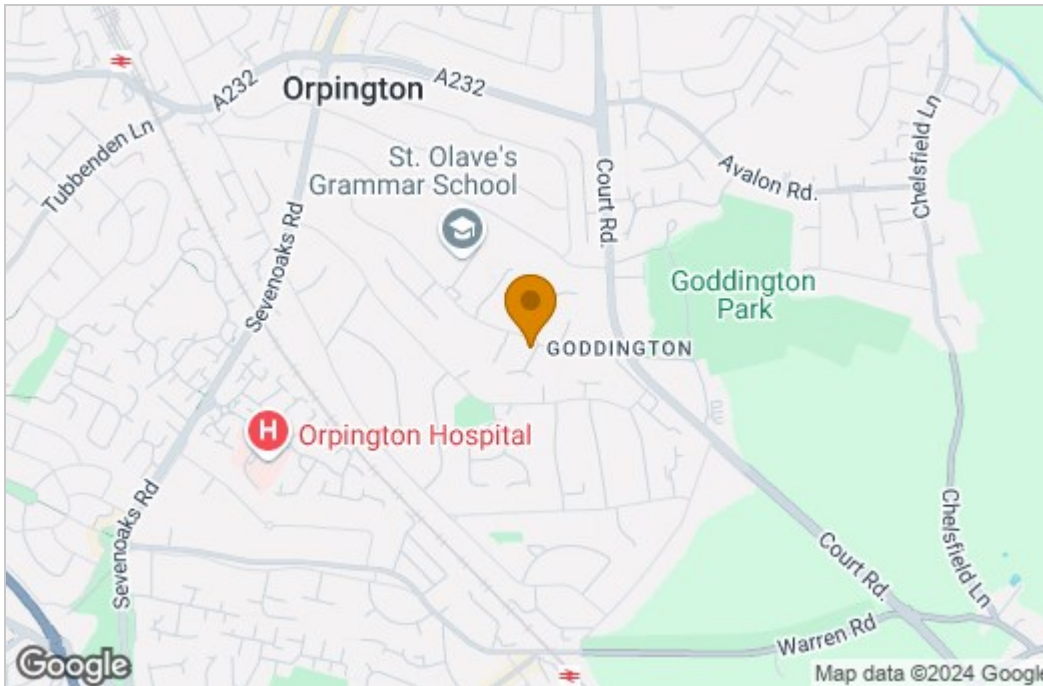 Orpington
A232
A232
Tubbenden Ln
St. Olave's
Grammar School
Court Rd.
Avalon Rd.
Chelsfield Ln
Sevenoaks Rd
Goddington
Park
GODDINGTON
H
Orpington Hospital
Sevenoaks Rd
Court Rd.
Chelsfield Ln
Warren Rd
Google
Map data ©2024 Google